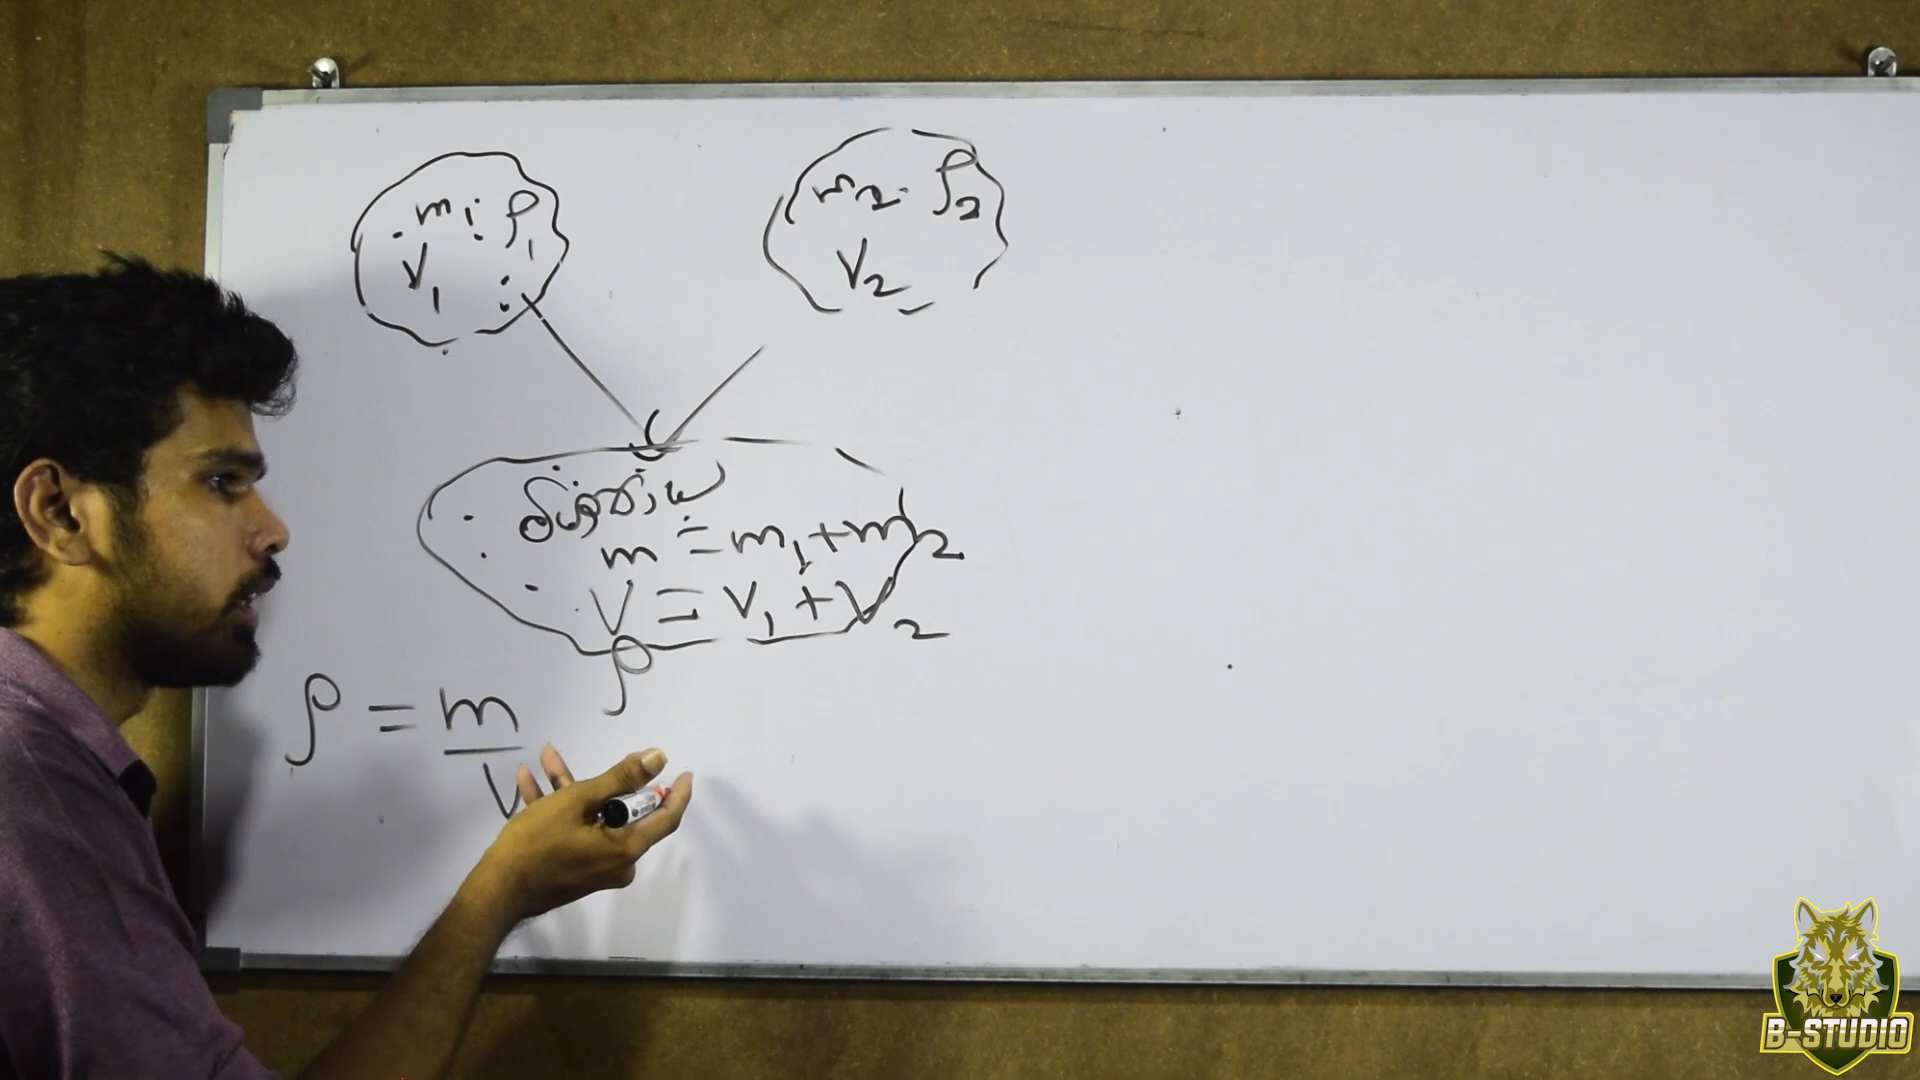 m₁ ρ₁
V₁
m₂ ρ₂
V₂
මිශ්‍රණය
m = m₁ + m₂
V = V₁ + V₂
ρ
ρ = m
V
B-STUDIO